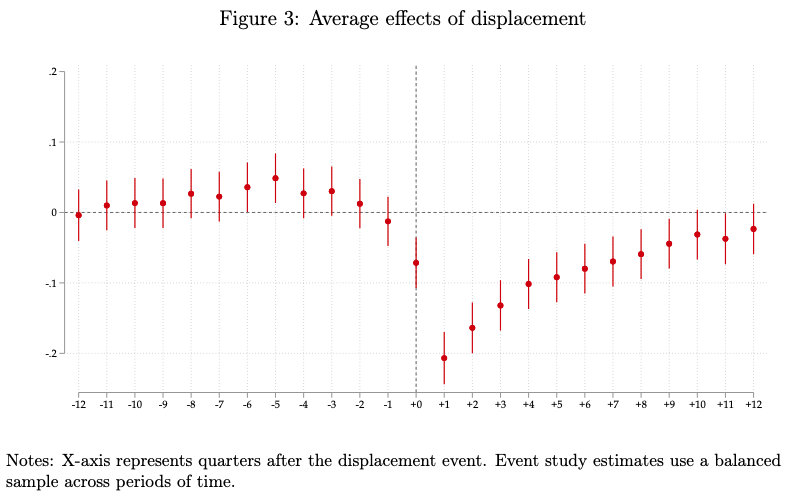 Figure 3: Average effects of displacement
.2
.1
0
-.1
-.2
-12 -11 -10 -9 -8 -7 -6 -5 -4 -3 -2 -1 +0 +1 +2 +3 +4 +5 +6 +7 +8 +9 +10 +11 +12
Notes: X-axis represents quarters after the displacement event. Event study estimates use a balanced
sample across periods of time.